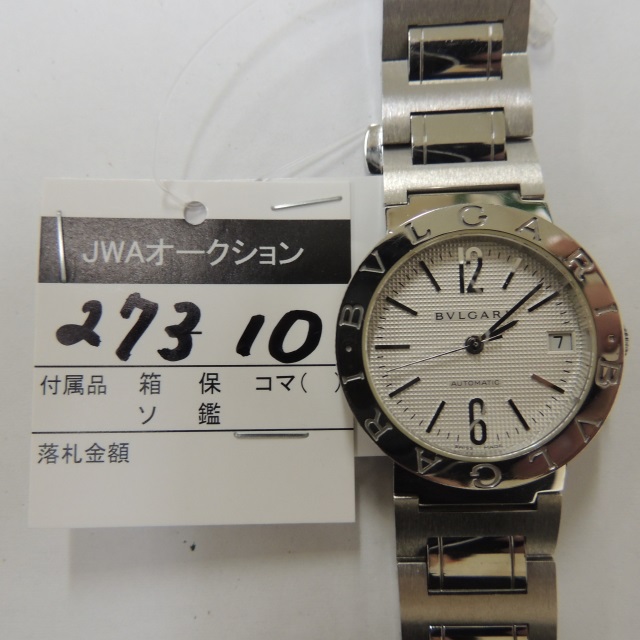 JWAオークション
273 10
付属品 箱 保 コマ( )
ソ 鑑
落札金額
BVLGARI·BVLGARI·
12
BVLGARI
7
AUTOMATIC
6